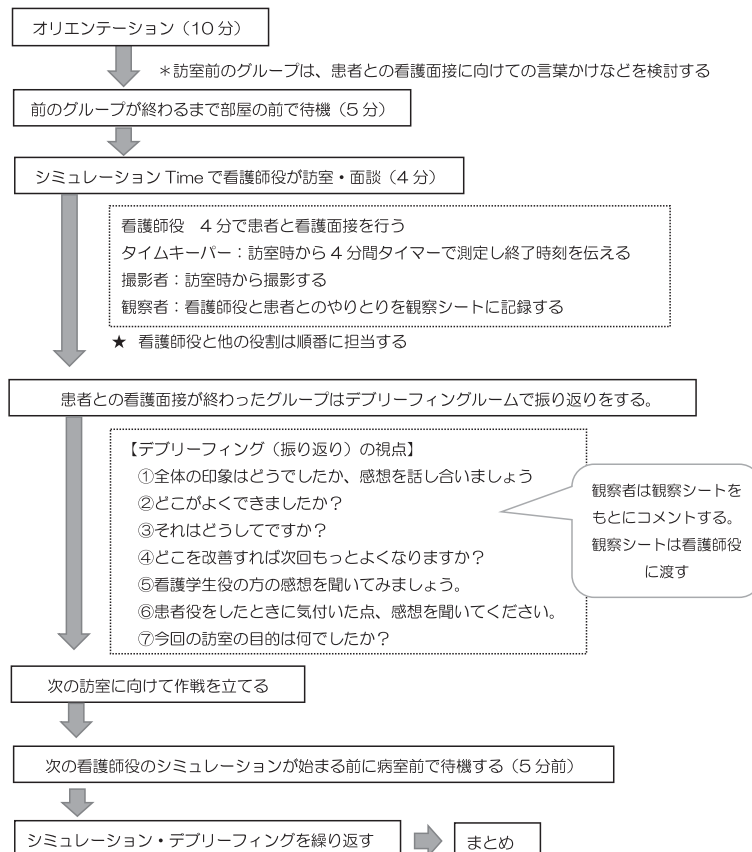 オリエンテーション（10 分）
＊訪室前のグループは、患者との看護面接に向けての言葉かけなどを検討する
前のグループが終わるまで部屋の前で待機（5 分）
シミュレーション Time で看護師役が訪室・面談（4 分）
看護師役　4 分で患者と看護面接を行う
タイムキーパー：訪室時から 4 分間タイマーで測定し終了時刻を伝える
撮影者：訪室時から撮影する
観察者：看護師役と患者とのやりとりを観察シートに記録する
★ 看護師役と他の役割は順番に担当する
患者との看護面接が終わったグループはデブリーフィングルームで振り返りをする。
【デブリーフィング（振り返り）の視点】
①全体の印象はどうでしたか、感想を話し合いましょう
②どこがよくできましたか？
③それはどうしてですか？
④どこを改善すれば次回もっとよくなりますか？
⑤看護学生役の方の感想を聞いてみましょう。
⑥患者役をしたときに気付いた点、感想を聞いてください。
⑦今回の訪室の目的は何でしたか？
観察者は観察シートを
もとにコメントする。
観察シートは看護師役
に渡す
次の訪室に向けて作戦を立てる
次の看護師役のシミュレーションが始まる前に病室前で待機する（5 分前）
シミュレーション・デブリーフィングを繰り返す
まとめ